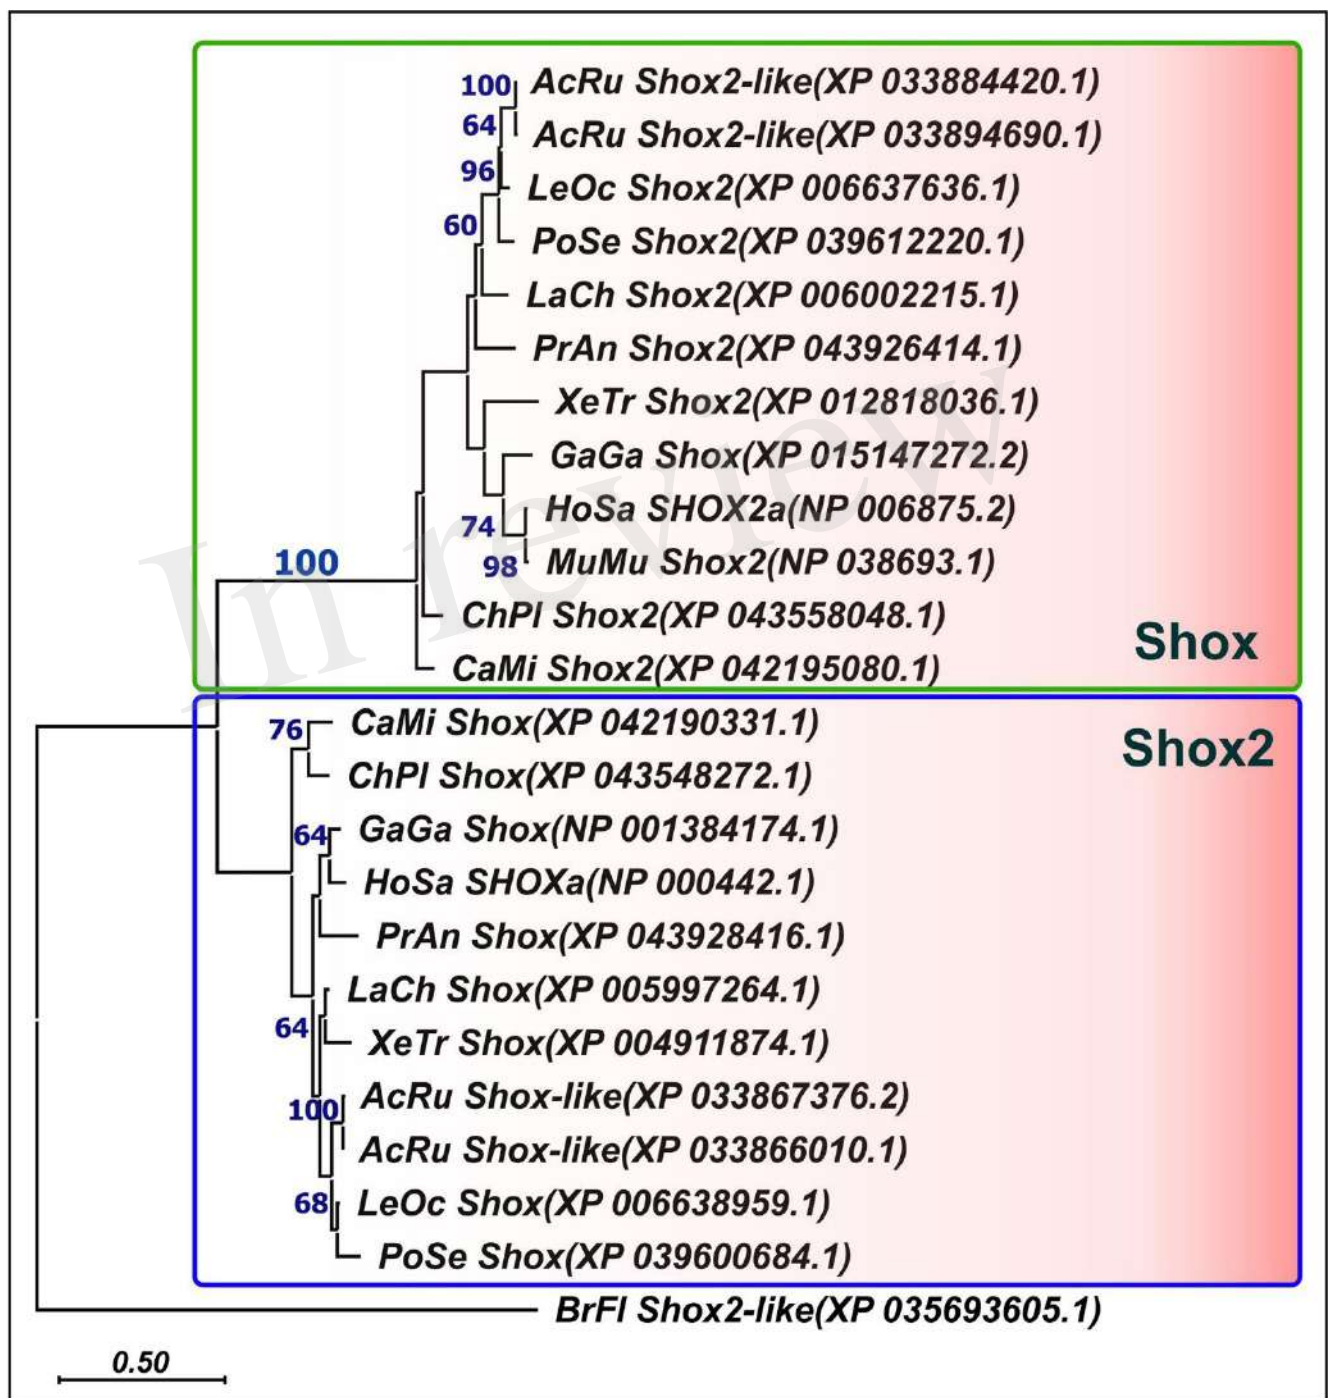 100 AcRu Shox2-like(XP 033884420.1)
64 AcRu Shox2-like(XP 033894690.1)
96
LeOc Shox2(XP 006637636.1)
60
PoSe Shox2(XP 039612220.1)
LaCh Shox2(XP 006002215.1)
PrAn Shox2(XP 043926414.1)
XeTr Shox2(XP 012818036.1)
GaGa Shox(XP 015147272.2)
HoSa SHOX2a(NP 006875.2)
74
98 MuMu Shox2(NP 038693.1)
100
ChPl Shox2(XP 043558048.1)
Shox
CaMi Shox2(XP 042195080.1)
In review
76 CaMi Shox(XP 042190331.1)
Shox2
ChPl Shox(XP 043548272.1)
64 GaGa Shox(NP 001384174.1)
HoSa SHOXa(NP 000442.1)
PrAn Shox(XP 043928416.1)
LaCh Shox(XP 005997264.1)
64
XeTr Shox(XP 004911874.1)
AcRu Shox-like(XP 033867376.2)
100
AcRu Shox-like(XP 033866010.1)
68 LeOc Shox(XP 006638959.1)
PoSe Shox(XP 039600684.1)
BrFl Shox2-like(XP 035693605.1)
0.50